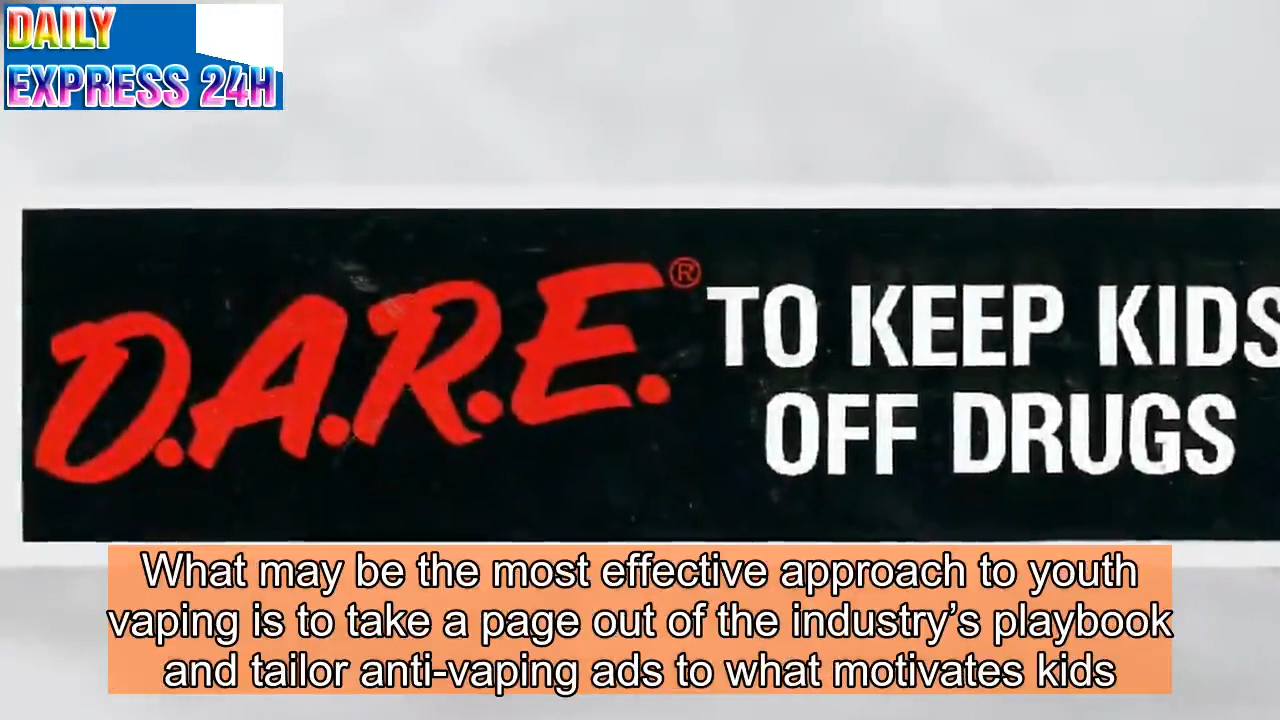 DAILY
EXPRESS 24H
D.A.R.E.® TO KEEP KIDS
OFF DRUGS
What may be the most effective approach to youth
vaping is to take a page out of the industry’s playbook
and tailor anti-vaping ads to what motivates kids